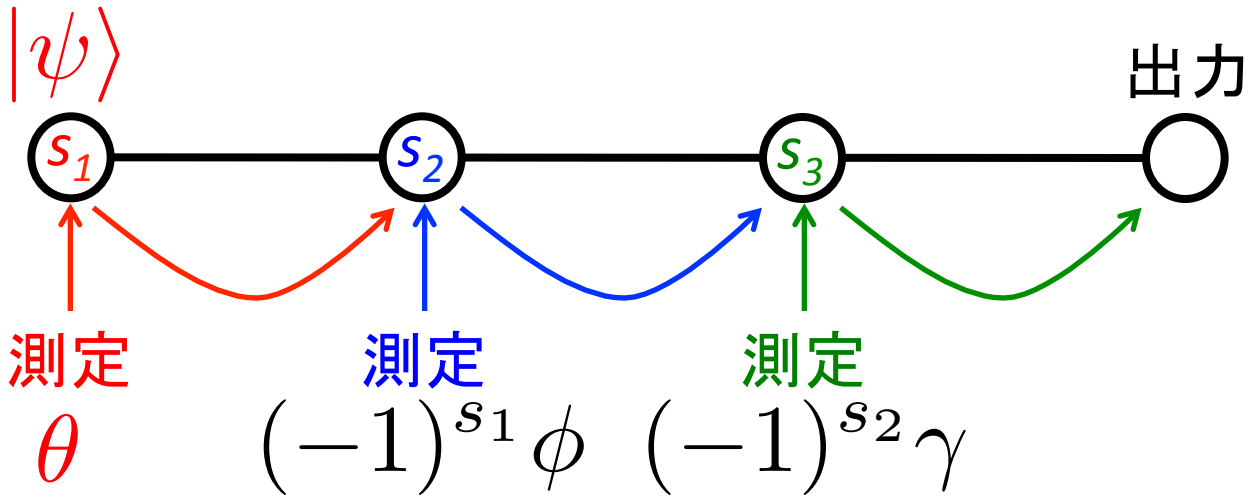 |ψ⟩
出力
s₁ s₂ s₃
測定 測定 測定
θ (−1)^{s₁}ϕ (−1)^{s₂}γ